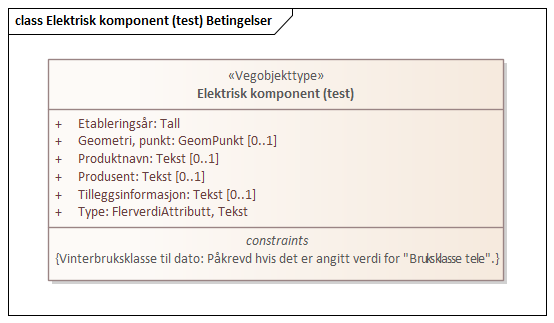 class Elektrisk komponent (test) Betingelser
«Vegobjekttype»
Elektrisk komponent (test)
+ Etableringsår: Tall
+ Geometri, punkt: GeomPunkt [0..1]
+ Produktnavn: Tekst [0..1]
+ Produsent: Tekst [0..1]
+ Tilleggsinformasjon: Tekst [0..1]
+ Type: FlerverdiAttributt, Tekst
constraints
{Vinterbruksklasse til dato: Påkrevd hvis det er angitt verdi for "Bruksklasse tele".}